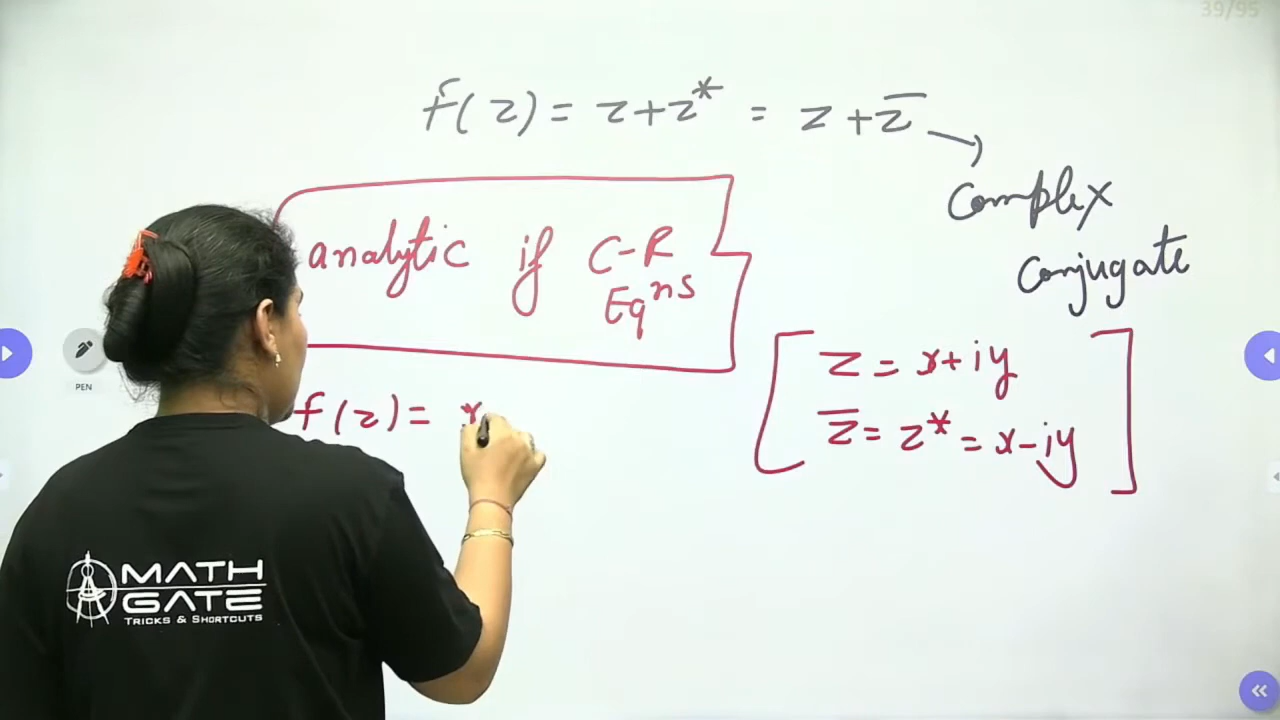 39/95
f(z) = z+z* = z+z̅
Complex
Conjugate
analytic if C-R
Eqⁿˢ
z = x+iy
z̅ = z* = x-iy
f(z) = x
PEN
MATH
GATE
TRICKS & SHORTCUTS